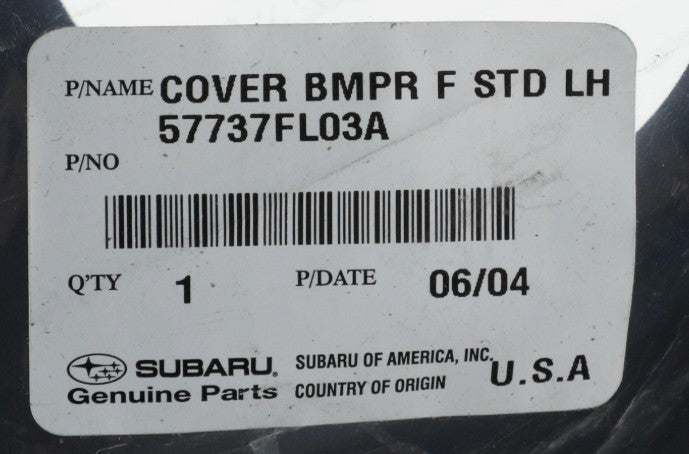 P/NAME COVER BMPR F STD LH
57737FL03A
P/NO
Q'TY 1 P/DATE 06/04
SUBARU. SUBARU OF AMERICA, INC.
Genuine Parts COUNTRY OF ORIGIN U.S.A